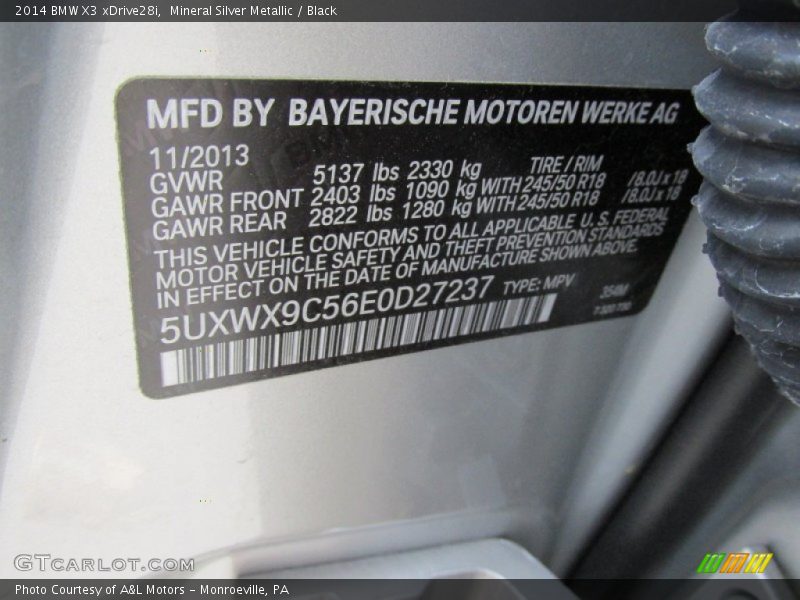 2014 BMW X3 xDrive28i, Mineral Silver Metallic / Black
MFD BY BAYERISCHE MOTOREN WERKE AG
11/2013 TIRE / RIM
GVWR 5137 lbs 2330 kg
GAWR FRONT 2403 lbs 1090 kg WITH 245/50 R18 /8.0J x 18
GAWR REAR 2822 lbs 1280 kg WITH 245/50 R18 /8.0J x 18
THIS VEHICLE CONFORMS TO ALL APPLICABLE U.S. FEDERAL
MOTOR VEHICLE SAFETY AND THEFT PREVENTION STANDARDS
IN EFFECT ON THE DATE OF MANUFACTURE SHOWN ABOVE.
5UXWX9C56E0D27237 TYPE: MPV
GTCARLOT.COM
Photo Courtesy of A&L Motors - Monroeville, PA